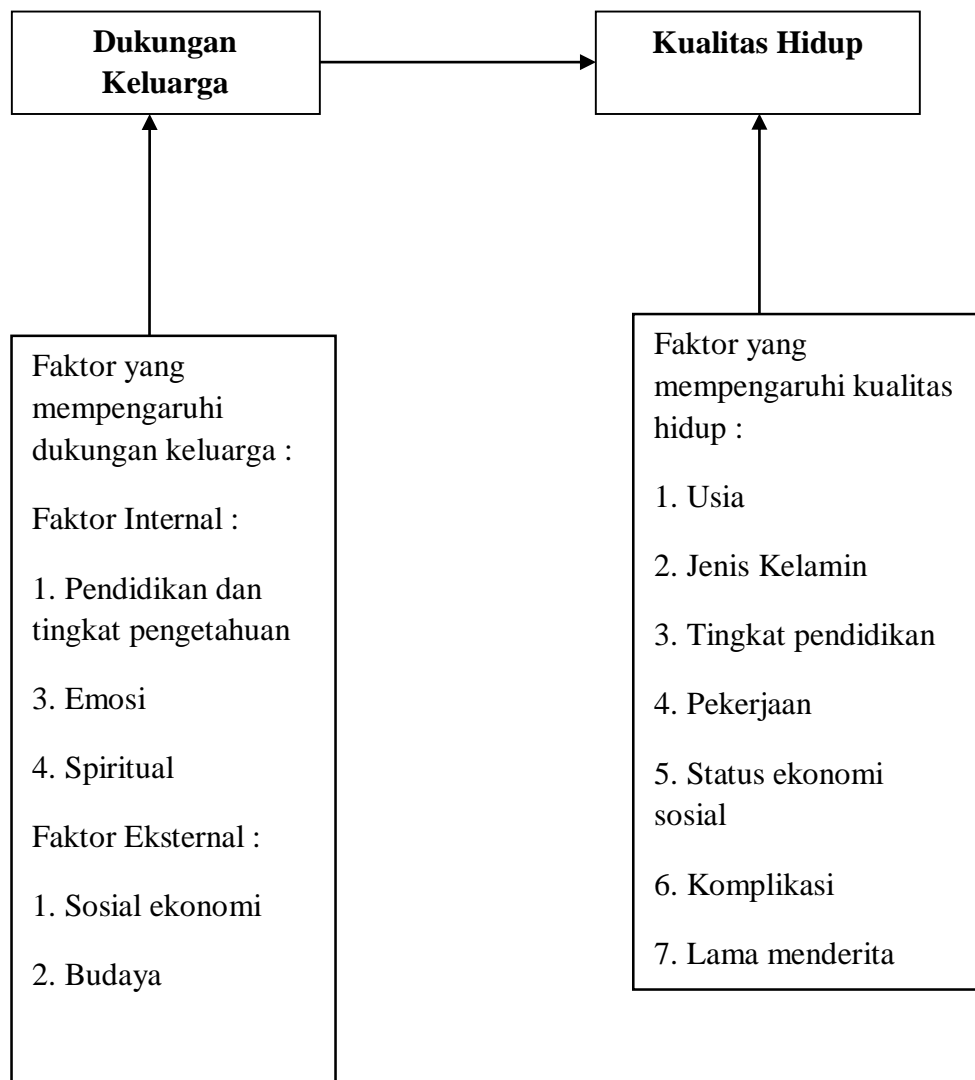 Dukungan
Keluarga
Kualitas Hidup
Faktor yang
mempengaruhi
dukungan keluarga :
Faktor Internal :
1. Pendidikan dan
tingkat pengetahuan
3. Emosi
4. Spiritual
Faktor Eksternal :
1. Sosial ekonomi
2. Budaya
Faktor yang
mempengaruhi kualitas
hidup :
1. Usia
2. Jenis Kelamin
3. Tingkat pendidikan
4. Pekerjaan
5. Status ekonomi
sosial
6. Komplikasi
7. Lama menderita